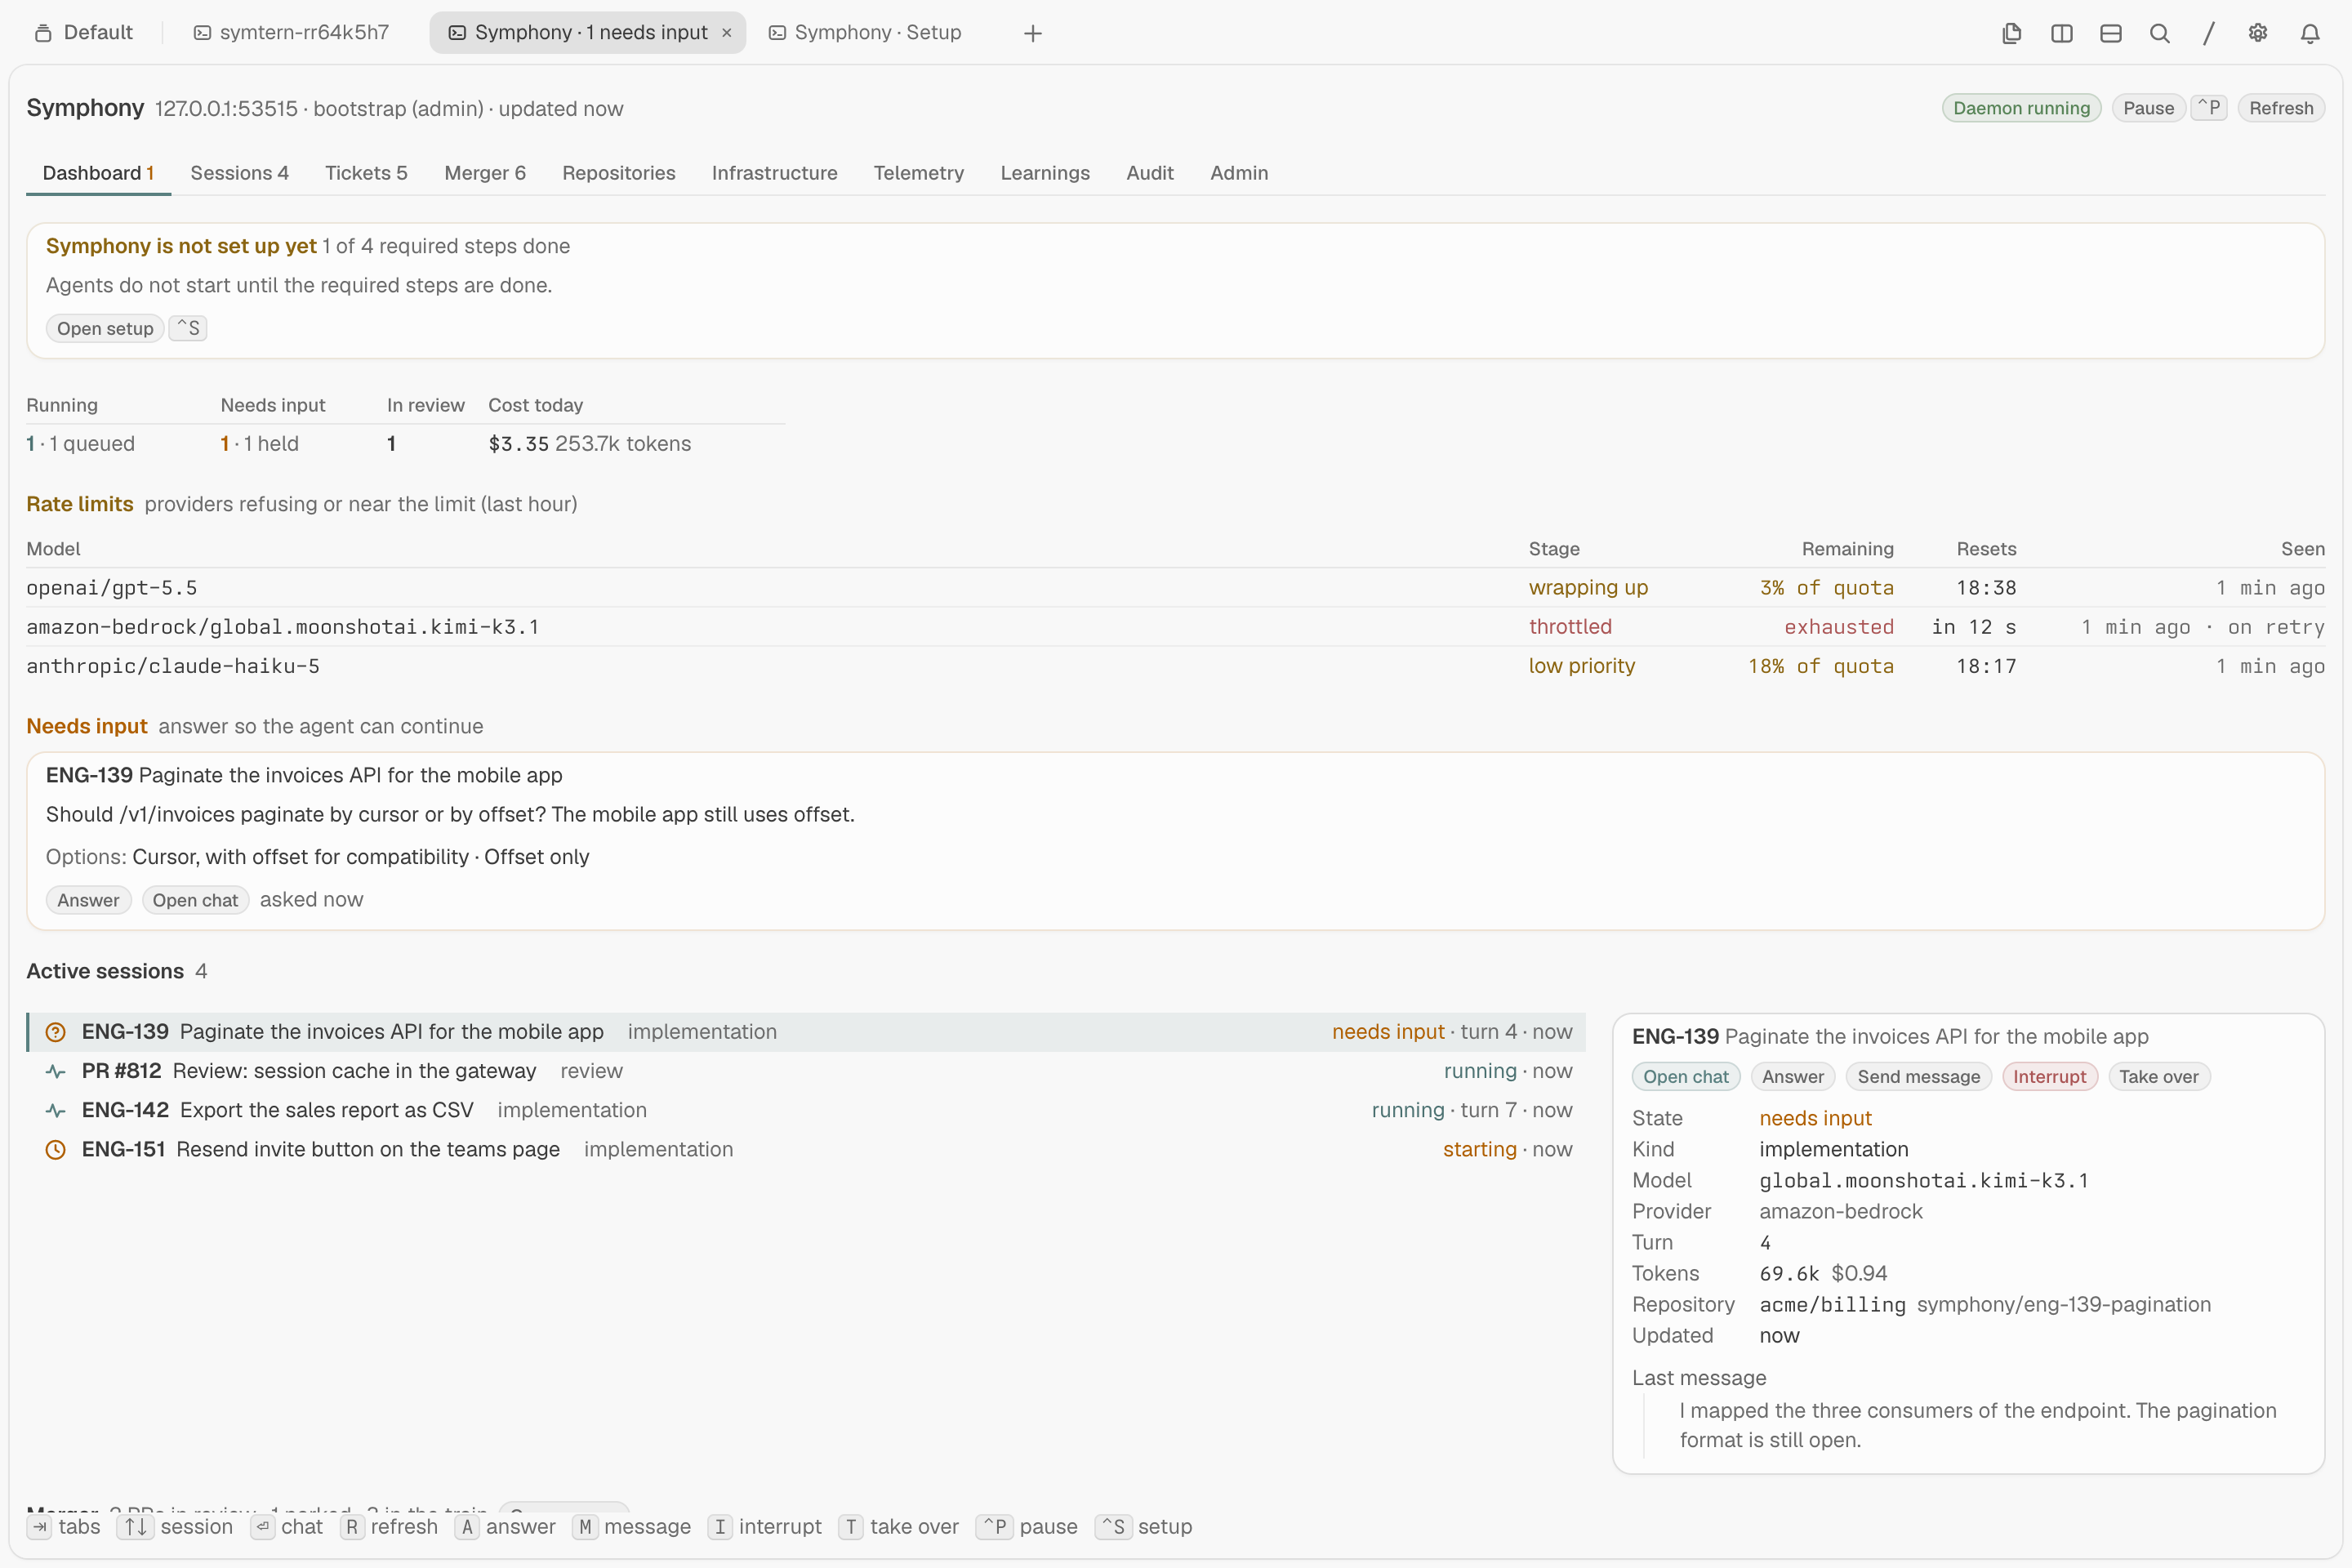 Default
symtern-rr64k5h7
Symphony · 1 needs input ×
Symphony · Setup
Symphony 127.0.0.1:53515 · bootstrap (admin) · updated now
Daemon running Pause ^P Refresh
Dashboard 1 Sessions 4 Tickets 5 Merger 6 Repositories Infrastructure Telemetry Learnings Audit Admin
Symphony is not set up yet 1 of 4 required steps done
Agents do not start until the required steps are done.
Open setup ^S
Running Needs input In review Cost today
1 · 1 queued 1 · 1 held 1 $3.35 253.7k tokens
Rate limits providers refusing or near the limit (last hour)
Model Stage Remaining Resets Seen
openai/gpt-5.5 wrapping up 3% of quota 18:38 1 min ago
amazon-bedrock/global.moonshotai.kimi-k3.1 throttled exhausted in 12 s 1 min ago · on retry
anthropic/claude-haiku-5 low priority 18% of quota 18:17 1 min ago
Needs input answer so the agent can continue
ENG-139 Paginate the invoices API for the mobile app
Should /v1/invoices paginate by cursor or by offset? The mobile app still uses offset.
Options: Cursor, with offset for compatibility · Offset only
Answer Open chat asked now
Active sessions 4
ENG-139 Paginate the invoices API for the mobile app implementation needs input · turn 4 · now
PR #812 Review: session cache in the gateway review running · now
ENG-142 Export the sales report as CSV implementation running · turn 7 · now
ENG-151 Resend invite button on the teams page implementation starting · now
ENG-139 Paginate the invoices API for the mobile app
Open chat Answer Send message Interrupt Take over
State needs input
Kind implementation
Model global.moonshotai.kimi-k3.1
Provider amazon-bedrock
Turn 4
Tokens 69.6k $0.94
Repository acme/billing symphony/eng-139-pagination
Updated now
Last message
I mapped the three consumers of the endpoint. The pagination
format is still open.
⇥ tabs ↑↓ session ⏎ chat R refresh A answer M message I interrupt T take over ^P pause ^S setup